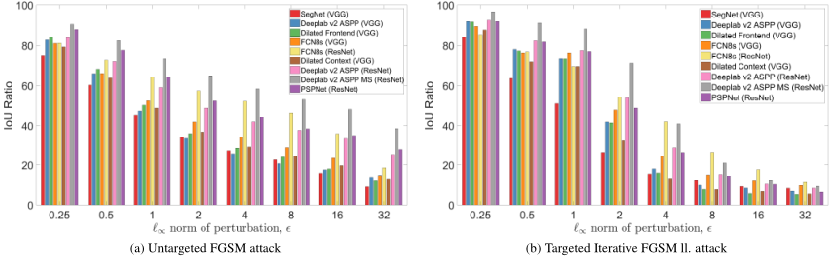 100
80
60
40
20
0
IoU Ratio
SegNet (VGG)
Deeplab v2 ASPP (VGG)
Dilated Frontend (VGG)
FCN8s (VGG)
FCN8s (ResNet)
Dilated Context (VGG)
Deeplab v2 ASPP (ResNet)
Deeplab v2 ASPP MS (ResNet)
PSPNet (ResNet)
0.25 0.5 1 2 4 8 16 32
ℓ∞ norm of perturbation, ϵ
(a) Untargeted FGSM attack
100
80
60
40
20
0
IoU Ratio
SegNet (VGG)
Deeplab v2 ASPP (VGG)
Dilated Frontend (VGG)
FCN8s (VGG)
FCN8s (ResNet)
Dilated Context (VGG)
Deeplab v2 ASPP (ResNet)
Deeplab v2 ASPP MS (ResNet)
PSPNet (ResNet)
0.25 0.5 1 2 4 8 16 32
ℓ∞ norm of perturbation, ϵ
(b) Targeted Iterative FGSM ll. attack